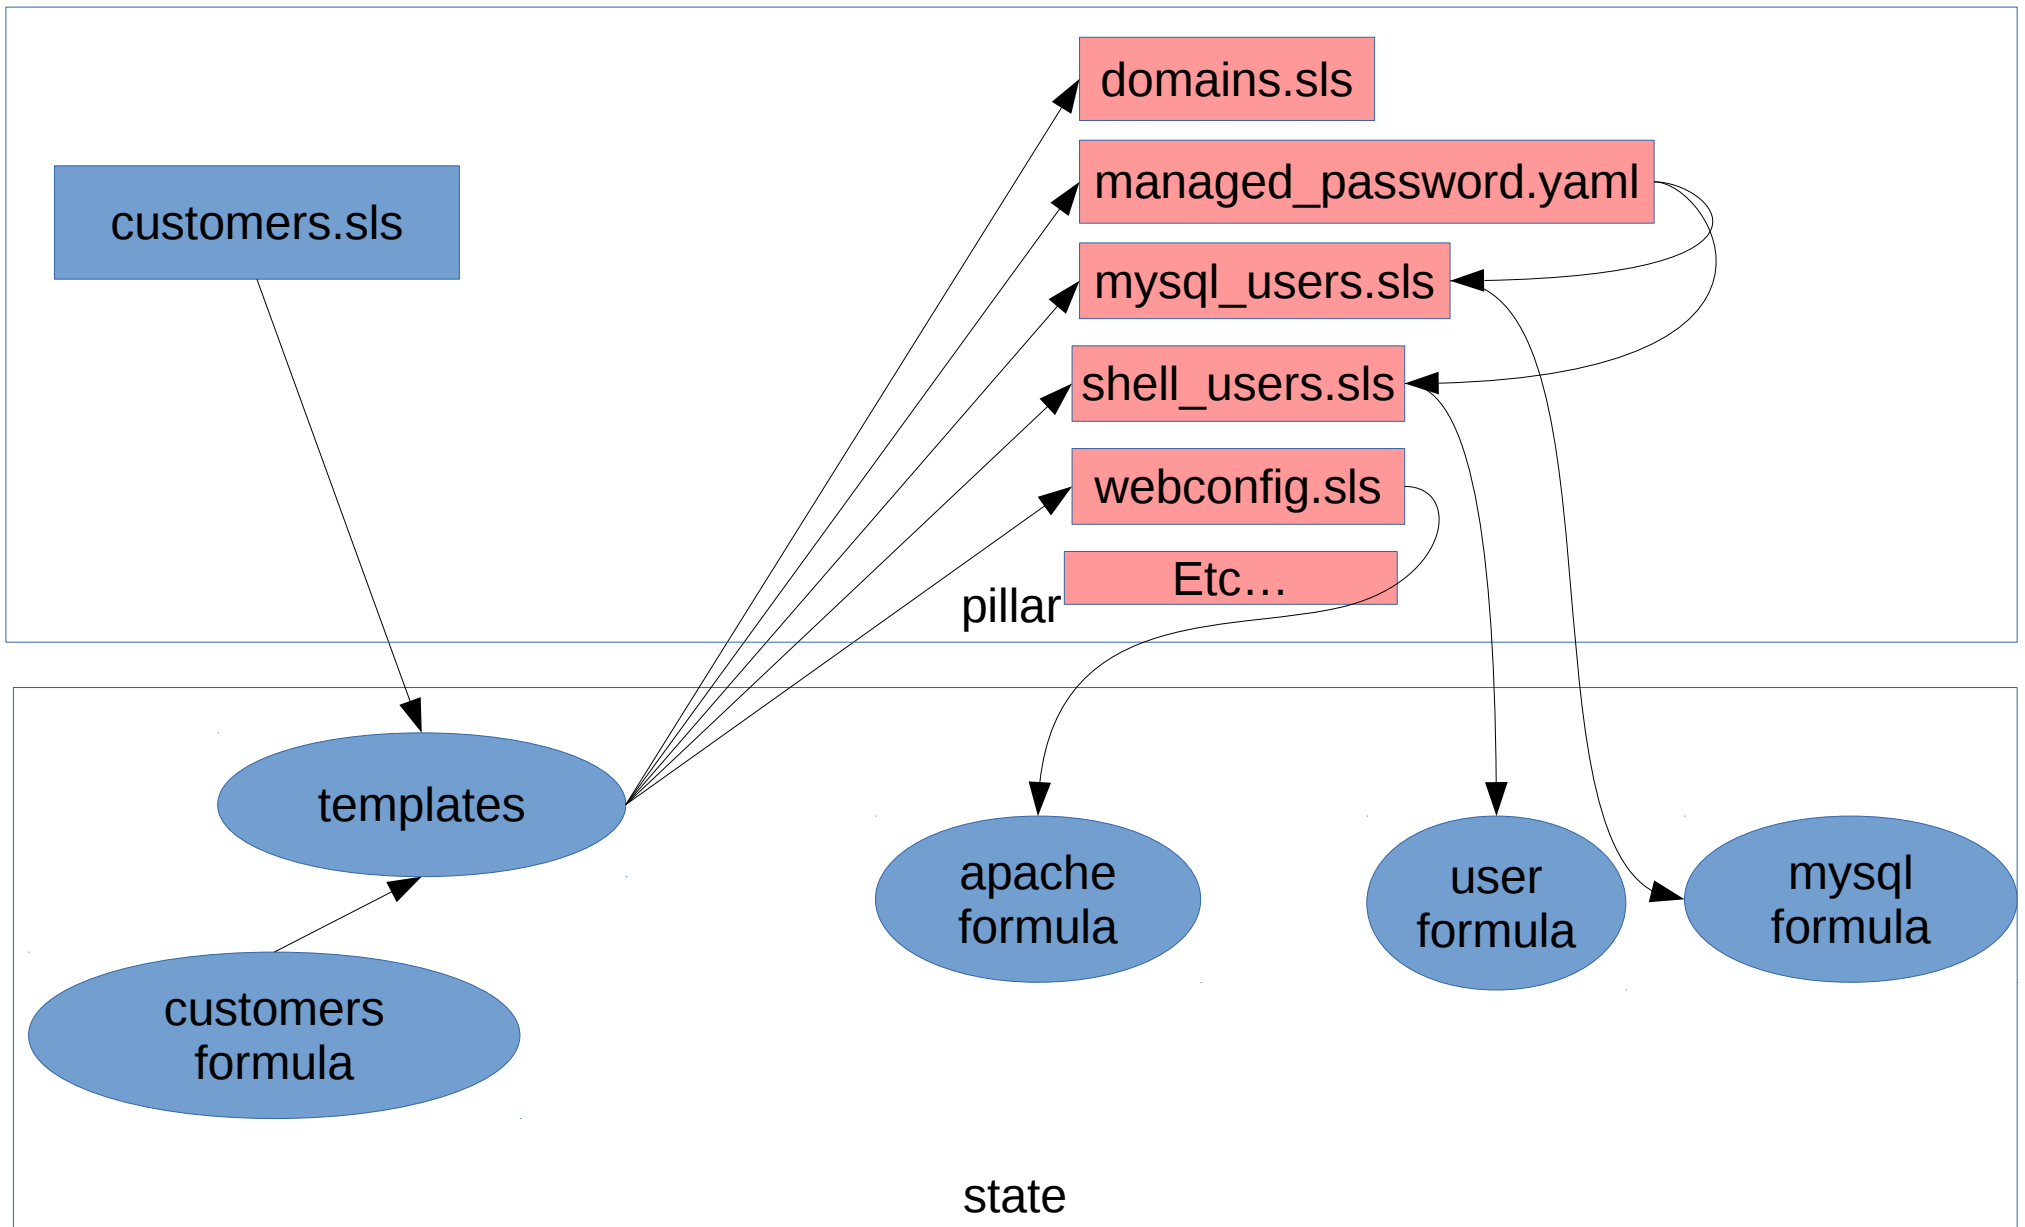 domains.sls
managed_password.yaml
customers.sls
mysql_users.sls
shell_users.sls
webconfig.sls
Etc…
pillar
templates
apache
formula
user
formula
mysql
formula
customers
formula
state